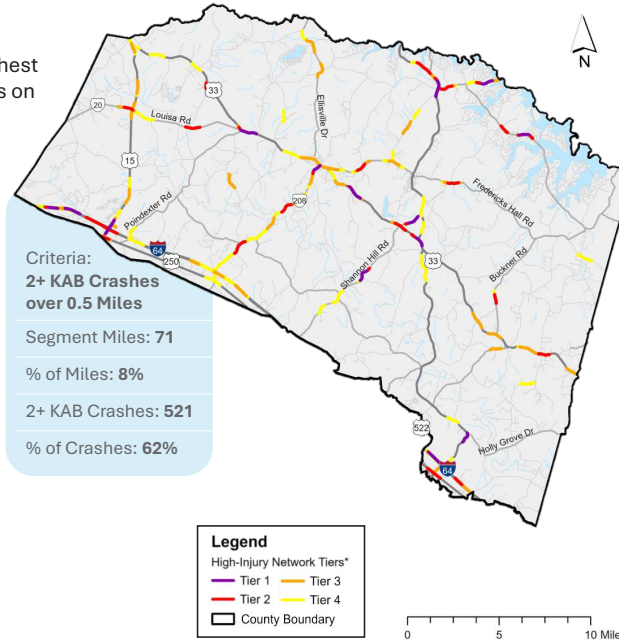 hest
s on
N
33
20
Louisa Rd
Ellisville Dr
15
Poindexter Rd
208
Fredericks Hall Rd
64
250
Shannon Hill Rd
33
Buckner Rd
Criteria:
2+ KAB Crashes
over 0.5 Miles
Segment Miles: 71
% of Miles: 8%
2+ KAB Crashes: 521
% of Crashes: 62%
522
Holly Grove Dr
64
Legend
High-Injury Network Tiers*
Tier 1 Tier 3
Tier 2 Tier 4
County Boundary
0 5 10 Mile